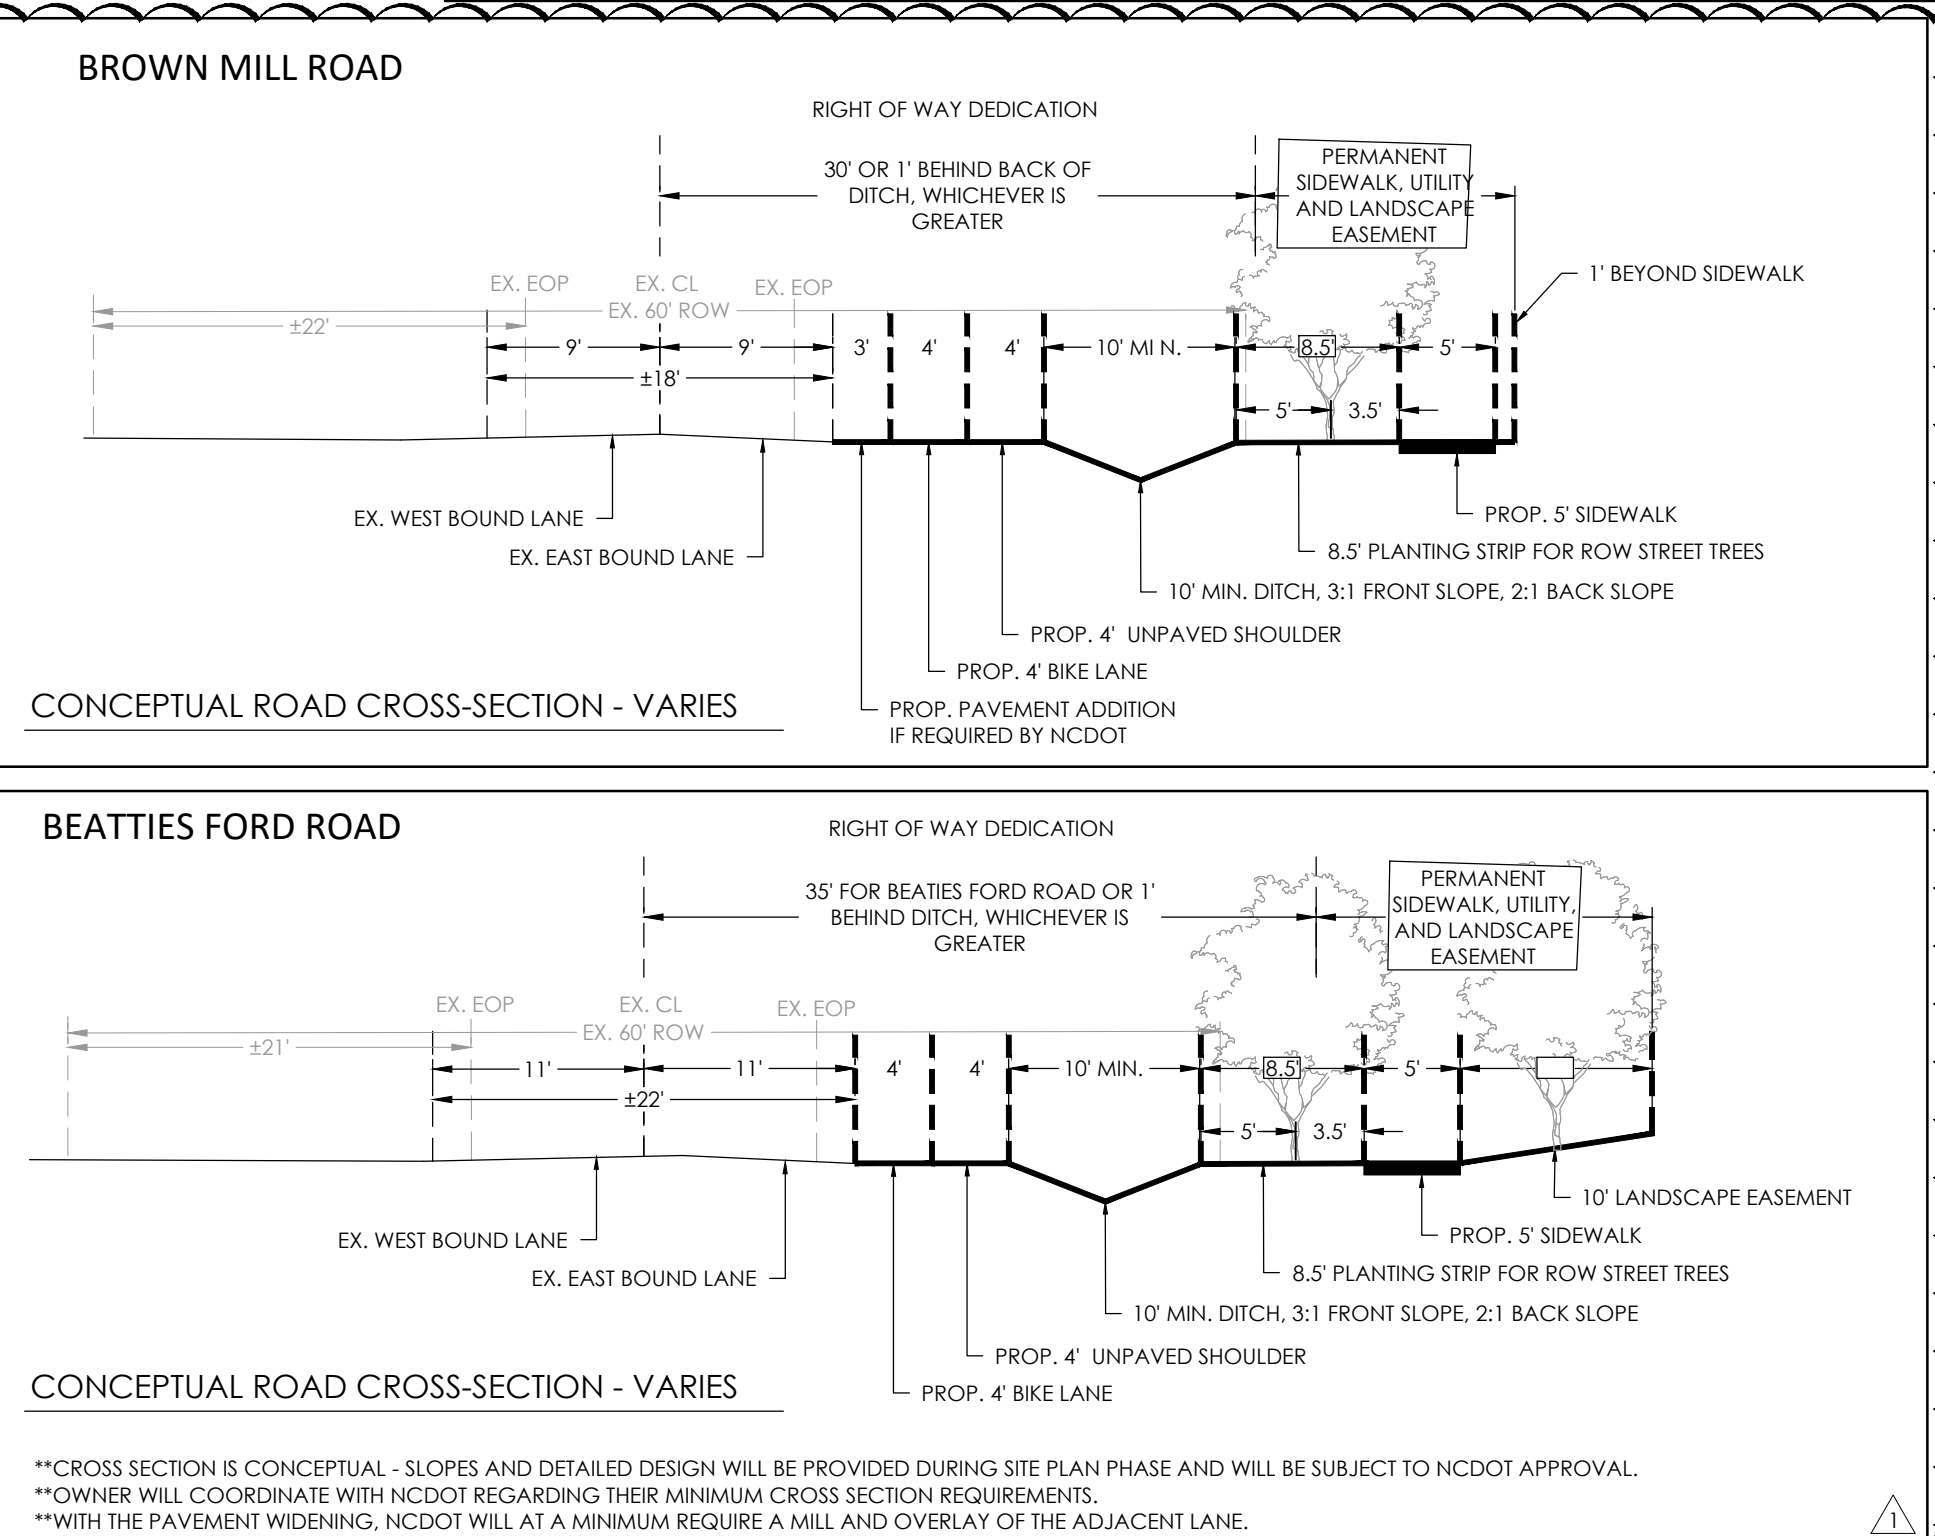 BROWN MILL ROAD
RIGHT OF WAY DEDICATION
30' OR 1' BEHIND BACK OF
DITCH, WHICHEVER IS
GREATER
PERMANENT
SIDEWALK, UTILITY
AND LANDSCAPE
EASEMENT
1' BEYOND SIDEWALK
EX. EOP
EX. CL
EX. EOP
EX. 60' ROW
±22'
9'
9'
3'
4'
4'
10' MI N.
8.5'
5'
±18'
5'
3.5'
EX. WEST BOUND LANE
EX. EAST BOUND LANE
PROP. 5' SIDEWALK
8.5' PLANTING STRIP FOR ROW STREET TREES
10' MIN. DITCH, 3:1 FRONT SLOPE, 2:1 BACK SLOPE
PROP. 4' UNPAVED SHOULDER
PROP. 4' BIKE LANE
PROP. PAVEMENT ADDITION
IF REQUIRED BY NCDOT
CONCEPTUAL ROAD CROSS-SECTION - VARIES
BEATTIES FORD ROAD
RIGHT OF WAY DEDICATION
35' FOR BEATIES FORD ROAD OR 1'
BEHIND DITCH, WHICHEVER IS
GREATER
PERMANENT
SIDEWALK, UTILITY,
AND LANDSCAPE
EASEMENT
EX. EOP
EX. CL
EX. EOP
EX. 60' ROW
±21'
11'
11'
4'
4'
10' MIN.
8.5'
5'
±22'
5'
3.5'
10' LANDSCAPE EASEMENT
EX. WEST BOUND LANE
PROP. 5' SIDEWALK
EX. EAST BOUND LANE
8.5' PLANTING STRIP FOR ROW STREET TREES
10' MIN. DITCH, 3:1 FRONT SLOPE, 2:1 BACK SLOPE
PROP. 4' UNPAVED SHOULDER
PROP. 4' BIKE LANE
CONCEPTUAL ROAD CROSS-SECTION - VARIES
**CROSS SECTION IS CONCEPTUAL - SLOPES AND DETAILED DESIGN WILL BE PROVIDED DURING SITE PLAN PHASE AND WILL BE SUBJECT TO NCDOT APPROVAL.
**OWNER WILL COORDINATE WITH NCDOT REGARDING THEIR MINIMUM CROSS SECTION REQUIREMENTS.
**WITH THE PAVEMENT WIDENING, NCDOT WILL AT A MINIMUM REQUIRE A MILL AND OVERLAY OF THE ADJACENT LANE.
1